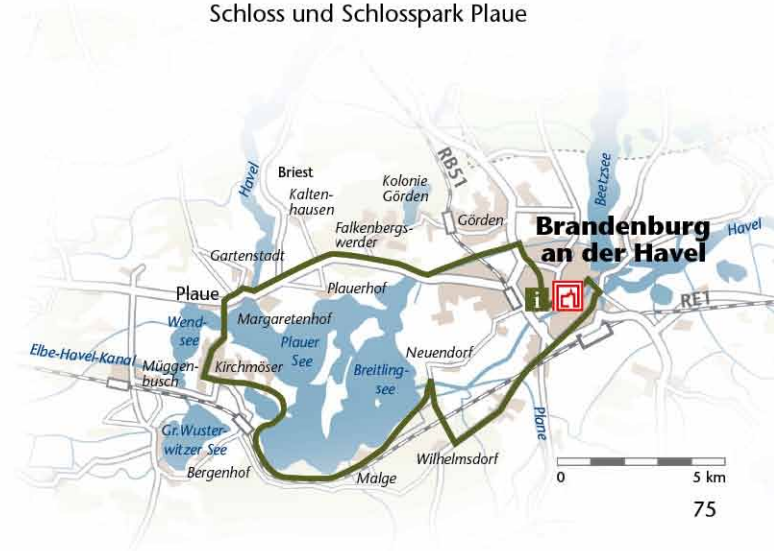 Schloss und Schlosspark Plaue
Havel
Briest
Kalten-
hausen
Kolonie
Görden
RB51
Beetzsee
Görden
Falkenbergs-
werder
Brandenburg
an der Havel
Havel
Gartenstadt
Plaue
Plauerhof
i
RE1
Wend-
see
Margaretenhof
Plauer
See
Elbe-Havel-Kanal
Müggen-
busch
Kirchmöser
Neuendorf
Breitling-
see
Plane
Gr.Wuster-
witzer See
Bergenhof
Malge
Wilhelmsdorf
0 5 km
75